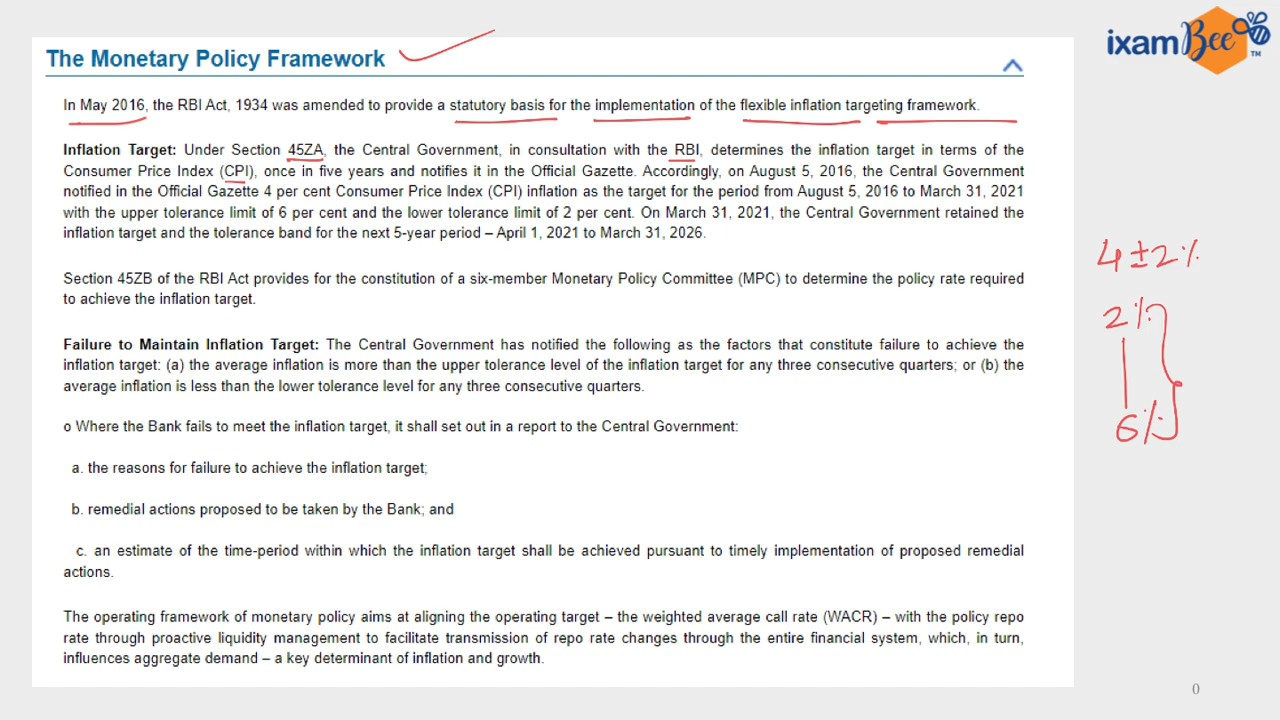 ixamBee™
The Monetary Policy Framework
In May 2016, the RBI Act, 1934 was amended to provide a statutory basis for the implementation of the flexible inflation targeting framework.
Inflation Target: Under Section 45ZA, the Central Government, in consultation with the RBI, determines the inflation target in terms of the
Consumer Price Index (CPI), once in five years and notifies it in the Official Gazette. Accordingly, on August 5, 2016, the Central Government
notified in the Official Gazette 4 per cent Consumer Price Index (CPI) inflation as the target for the period from August 5, 2016 to March 31, 2021
with the upper tolerance limit of 6 per cent and the lower tolerance limit of 2 per cent. On March 31, 2021, the Central Government retained the
inflation target and the tolerance band for the next 5-year period – April 1, 2021 to March 31, 2026.
Section 45ZB of the RBI Act provides for the constitution of a six-member Monetary Policy Committee (MPC) to determine the policy rate required
to achieve the inflation target.
Failure to Maintain Inflation Target: The Central Government has notified the following as the factors that constitute failure to achieve the
inflation target: (a) the average inflation is more than the upper tolerance level of the inflation target for any three consecutive quarters; or (b) the
average inflation is less than the lower tolerance level for any three consecutive quarters.
o Where the Bank fails to meet the inflation target, it shall set out in a report to the Central Government:
a. the reasons for failure to achieve the inflation target;
b. remedial actions proposed to be taken by the Bank; and
c. an estimate of the time-period within which the inflation target shall be achieved pursuant to timely implementation of proposed remedial
actions.
The operating framework of monetary policy aims at aligning the operating target – the weighted average call rate (WACR) – with the policy repo
rate through proactive liquidity management to facilitate transmission of repo rate changes through the entire financial system, which, in turn,
influences aggregate demand – a key determinant of inflation and growth.
4 ± 2 %
2 %
6 %
0